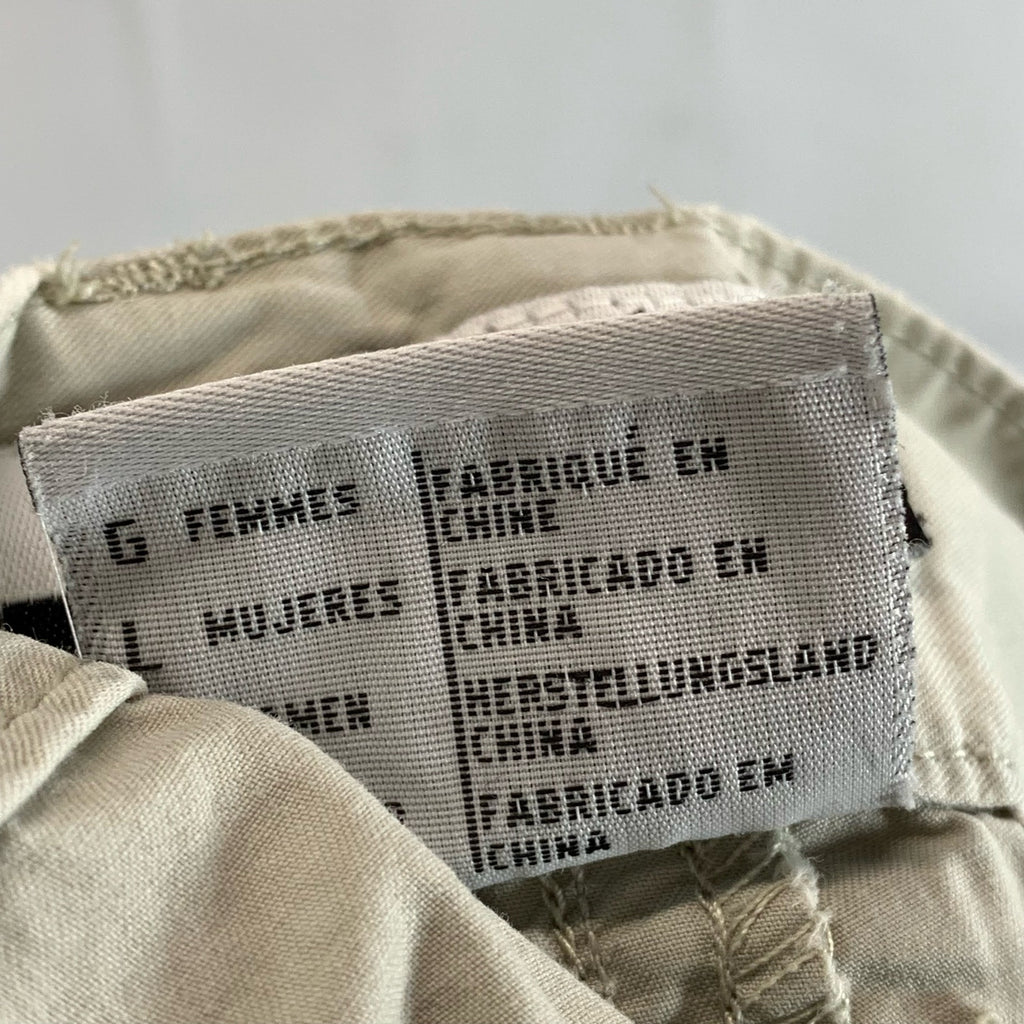 G FEMMES
L MUJERES
MEN
FABRIQUÉ EN
CHINE
FABRICADO EN
CHINA
HERSTELLUNGSLAND
CHINA
FABRICADO EM
CHINA